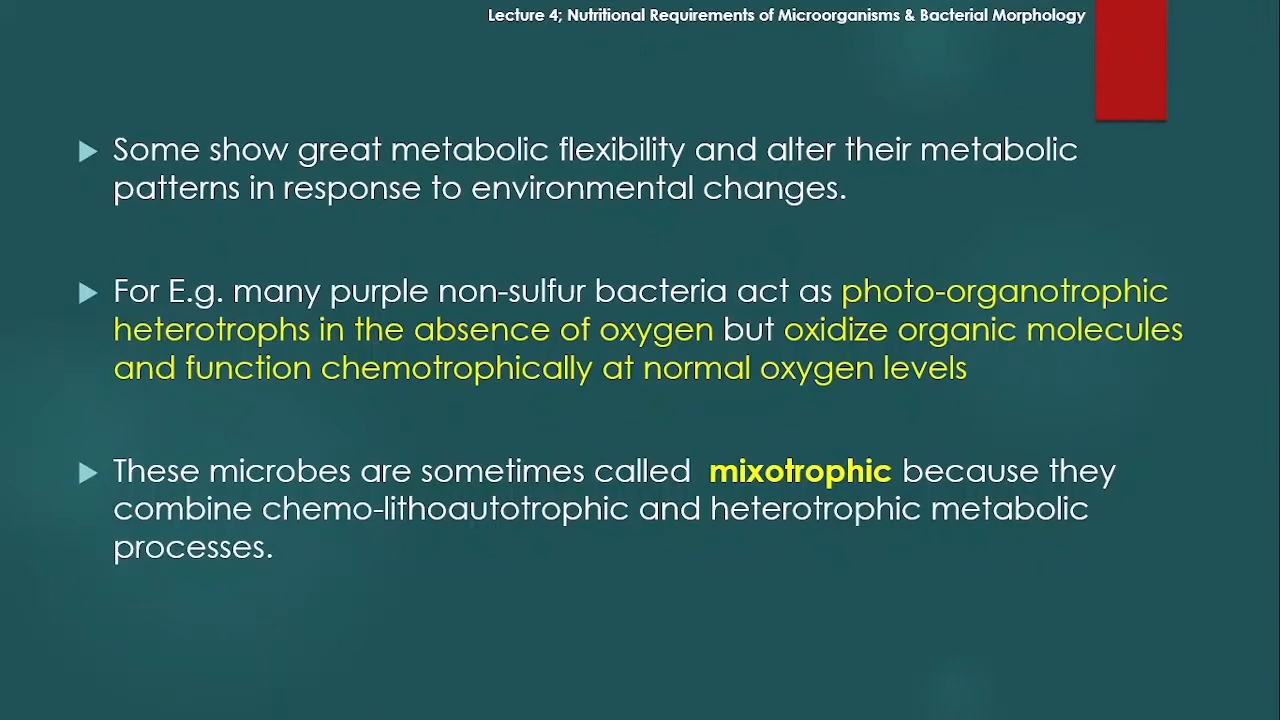 Lecture 4; Nutritional Requirements of Microorganisms & Bacterial Morphology
Some show great metabolic flexibility and alter their metabolic
patterns in response to environmental changes.
For E.g. many purple non-sulfur bacteria act as photo-organotrophic
heterotrophs in the absence of oxygen but oxidize organic molecules
and function chemotrophically at normal oxygen levels
These microbes are sometimes called mixotrophic because they
combine chemo-lithoautotrophic and heterotrophic metabolic
processes.